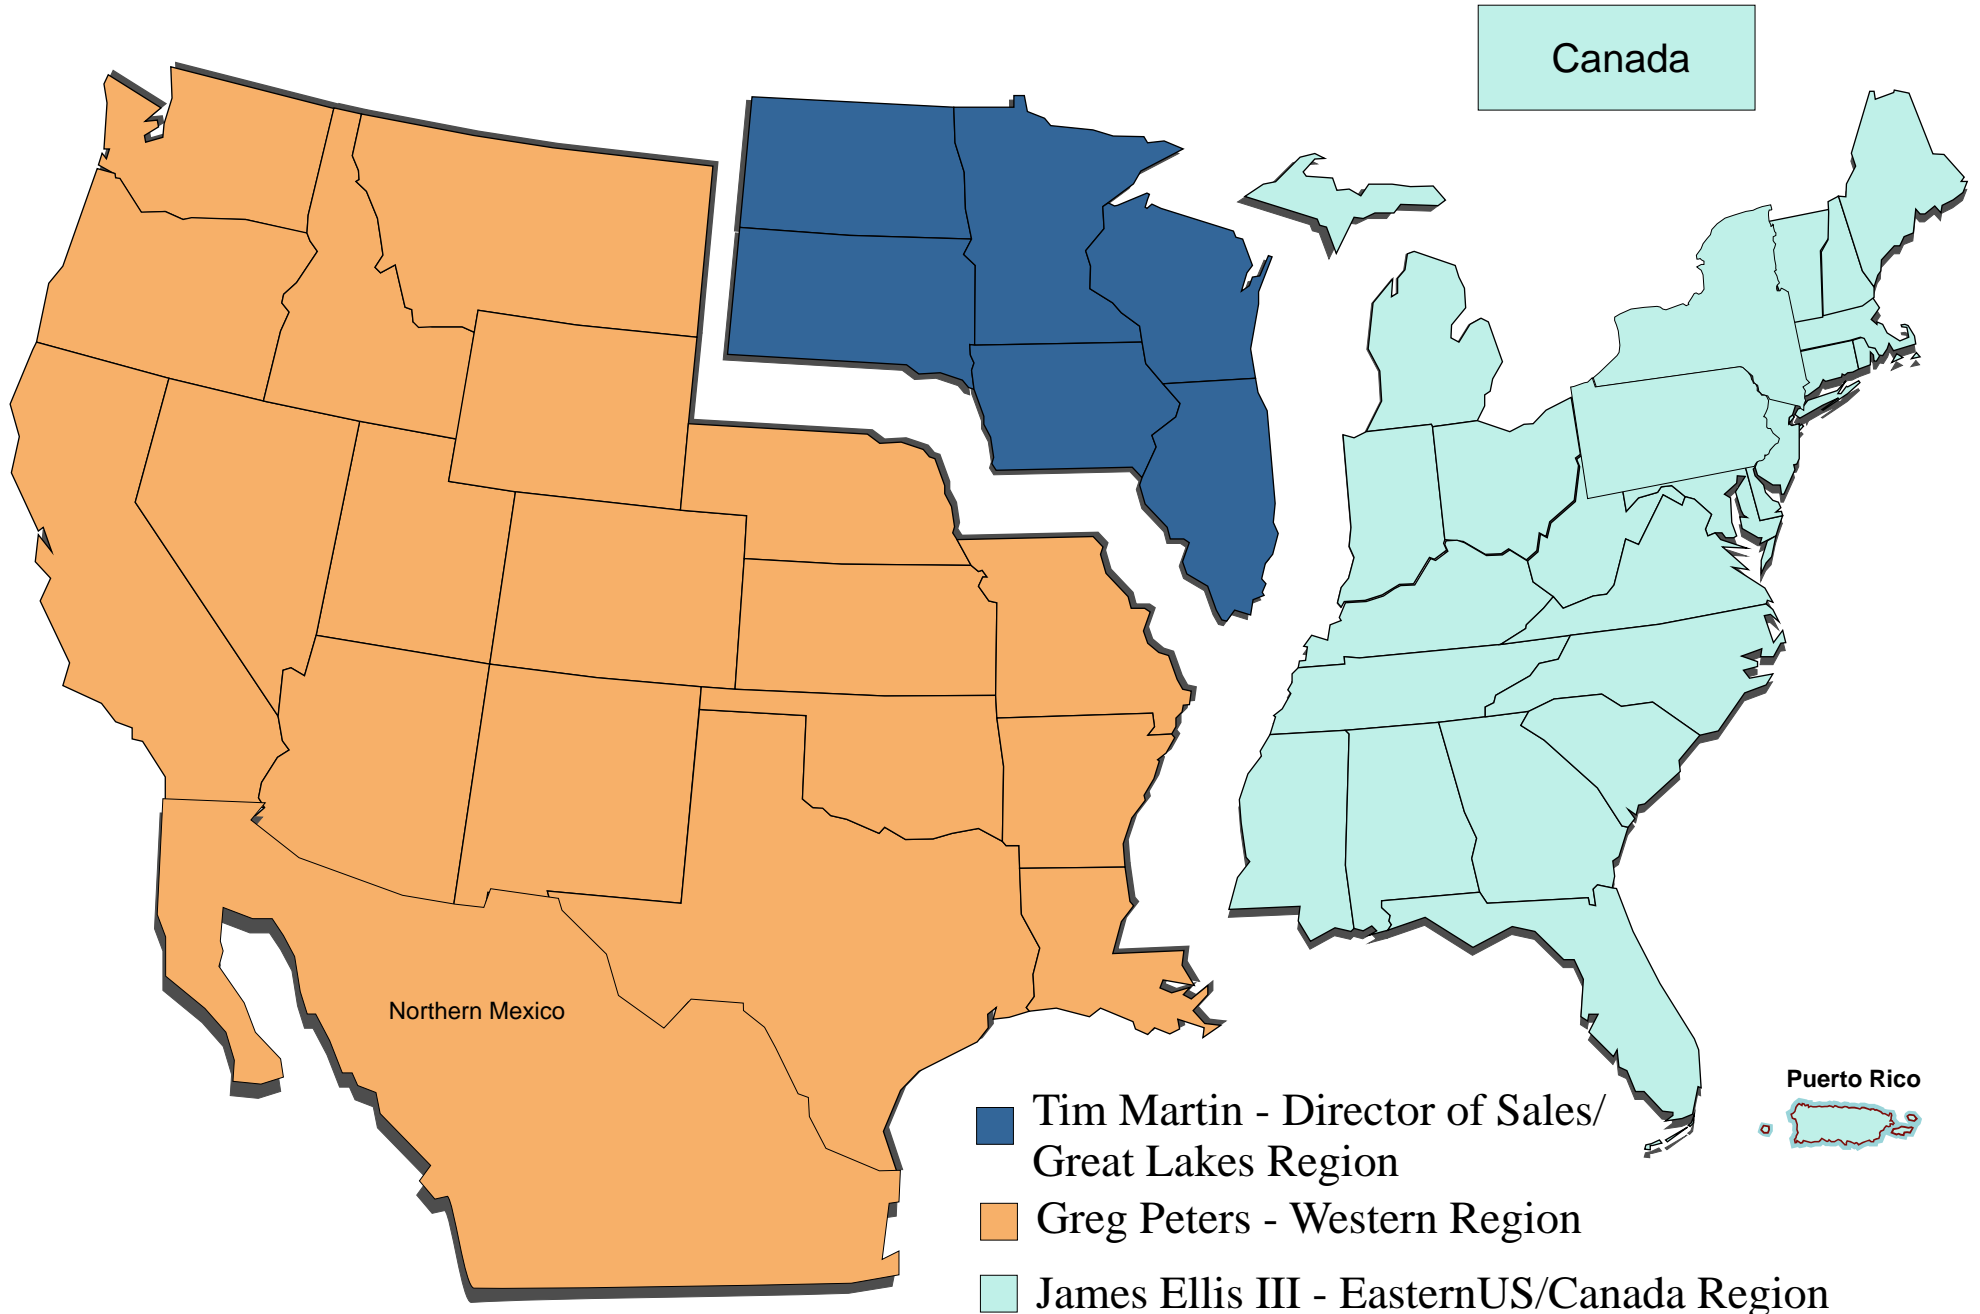 Canada
Northern Mexico
Puerto Rico
Tim Martin - Director of Sales/
Great Lakes Region
Greg Peters - Western Region
James Ellis III - EasternUS/Canada Region